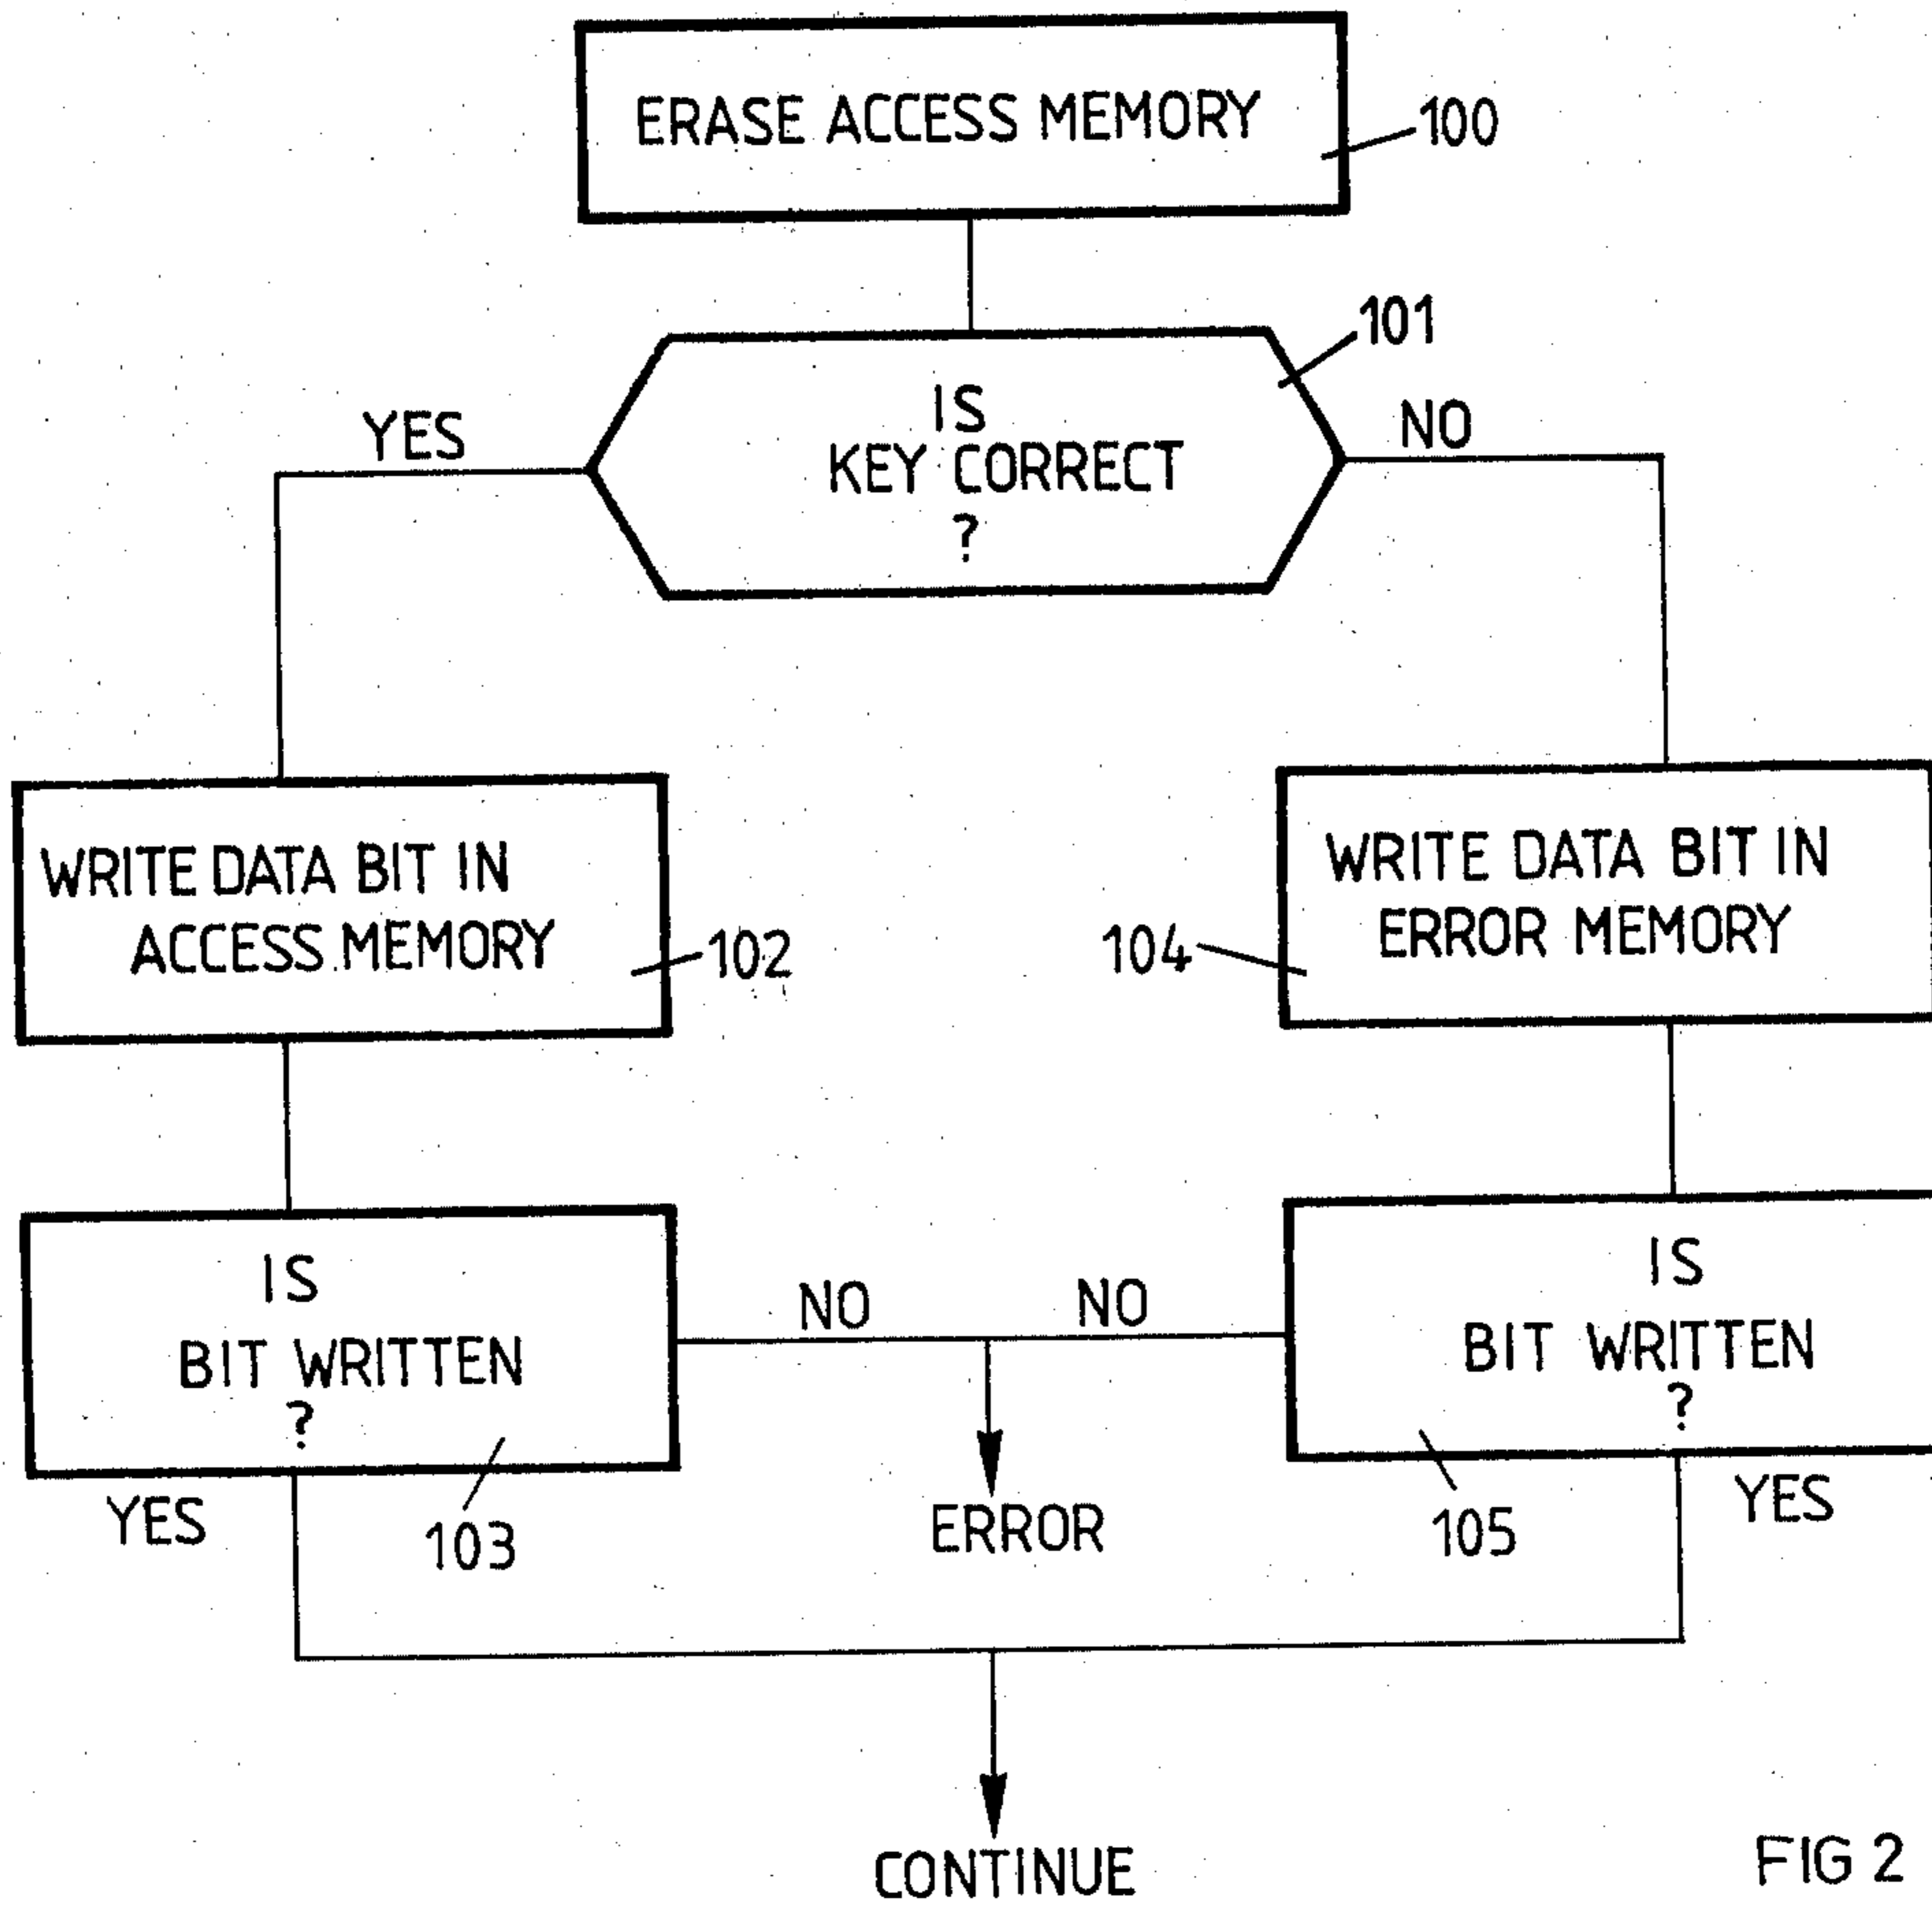 ERASE ACCESS MEMORY
100
101
IS
KEY CORRECT
?
YES
NO
WRITE DATA BIT IN
ACCESS MEMORY
102
104
WRITE DATA BIT IN
ERROR MEMORY
IS
BIT WRITTEN
?
NO
NO
IS
BIT WRITTEN
?
YES
103
ERROR
105
YES
CONTINUE
FIG 2